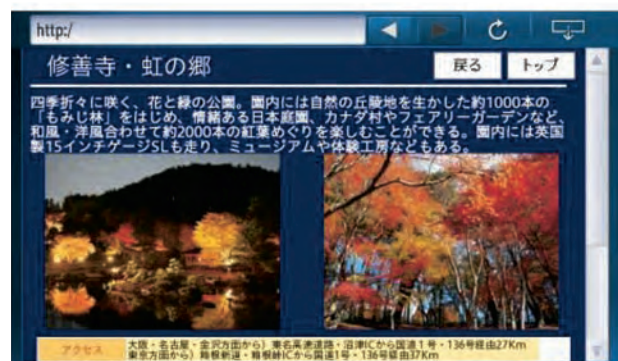 http:/
修善寺・虹の郷
戻る
トップ
四季折々に咲く、花と緑の公園。園内には自然の丘陵地を生かした約1000本の
「もみじ林」をはじめ、情緒ある日本庭園、カナダ村やフェアリーガーデンなど、
和風・洋風合わせて約2000本の紅葉めぐりを楽しむことができる。園内には英国
製15インチゲージSLも走り、ミュージアムや体験工房などもある。
アクセス
大阪・名古屋・金沢方面から）東名高速道路・沼津ICから国道1号・136号経由27Km
東京方面から）箱根新道・箱根峠ICから国道1号・136号経由37Km